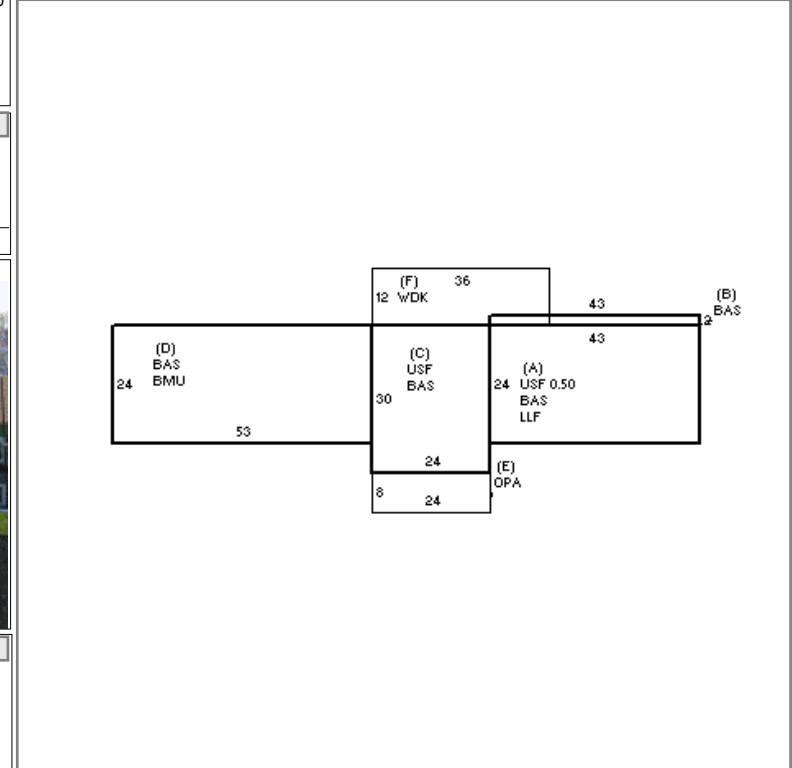 (F)
36
12 WDK
43
(B)
BAS
2
43
(D)
BAS
BMU
24
53
(C)
USF
BAS
30
24
(A)
24 USF 0.50
BAS
LLF
(E)
OPA
8
24